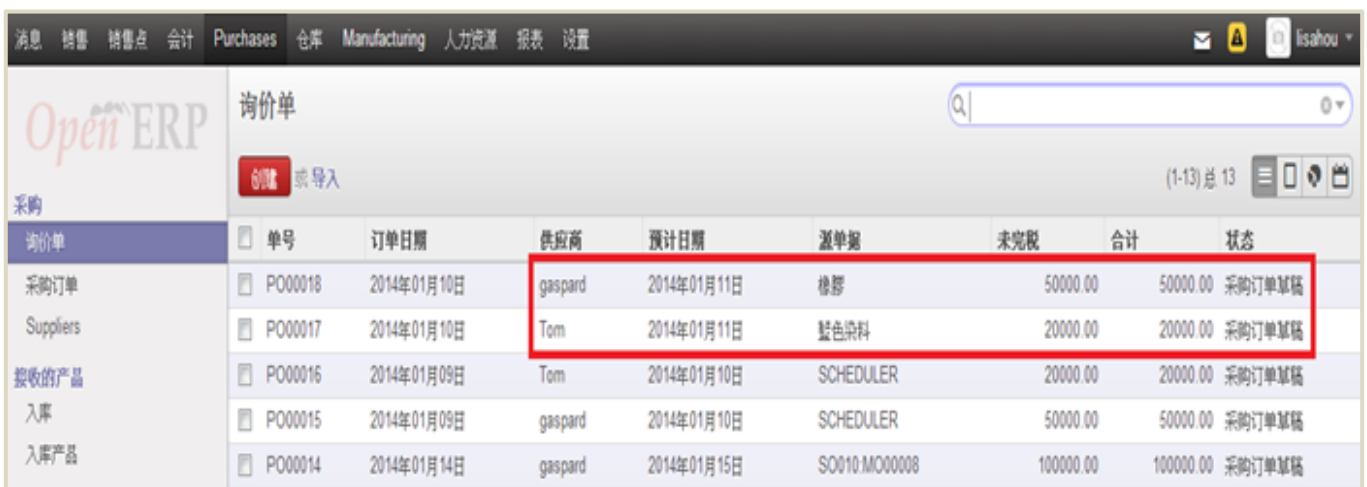 消息 销售 销售点 会计 Purchases 仓库 Manufacturing 人力资源 报表 设置 lisahou
Open ERP
询价单
创建 或 导入 (1-13) 总 13
采购
询价单
采购订单
Suppliers
接收的产品
入库
入库产品
单号 订单日期 供应商 预计日期 源单据 未完税 合计 状态
PO00018 2014年01月10日 gaspard 2014年01月11日 橡膠 50000.00 50000.00 采购订单草稿
PO00017 2014年01月10日 Tom 2014年01月11日 藍色染料 20000.00 20000.00 采购订单草稿
PO00016 2014年01月09日 Tom 2014年01月10日 SCHEDULER 20000.00 20000.00 采购订单草稿
PO00015 2014年01月09日 gaspard 2014年01月10日 SCHEDULER 50000.00 50000.00 采购订单草稿
PO00014 2014年01月14日 gaspard 2014年01月15日 SO010:MO00008 100000.00 100000.00 采购订单草稿